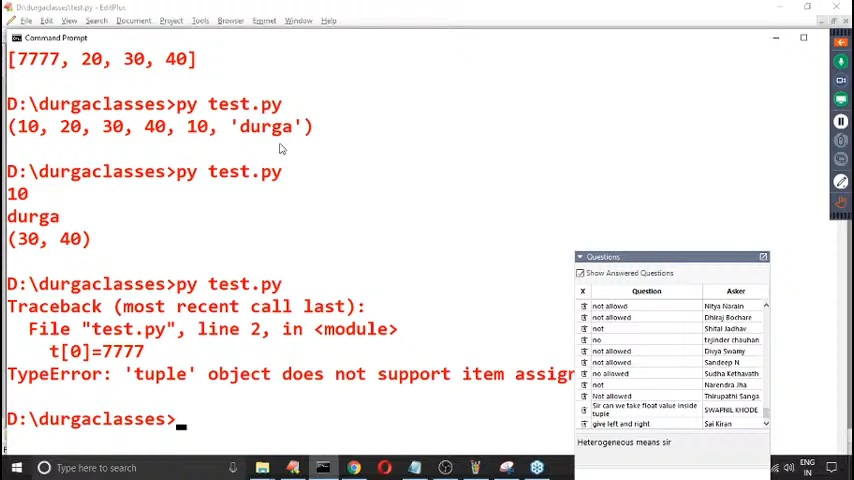 D:\durgaclasses\test.py - EditPlus
File Edit View Search Document Project Tools Browser Emmet Window Help
Command Prompt
[7777, 20, 30, 40]
D:\durgaclasses>py test.py
(10, 20, 30, 40, 10, 'durga')
D:\durgaclasses>py test.py
10
durga
(30, 40)
D:\durgaclasses>py test.py
Traceback (most recent call last):
File "test.py", line 2, in <module>
t[0]=7777
TypeError: 'tuple' object does not support item assign
D:\durgaclasses>
Questions
Show Answered Questions
X Question Asker
not allowed Nitya Narain
not allowed Dhiraj Bochare
not Shital Jadhav
no tejinder chauhan
not allowed Divya Swamy
not allowed Sandeep N
no allowed Sudha Kethavath
not Narendra Jha
Not allowed Thirupathi Sanga
Sir can we take float value inside
tuple SWAPNIL KHODE
give left and right Sai Kiran
Heterogeneous means sir
Type here to search
ENG
IN